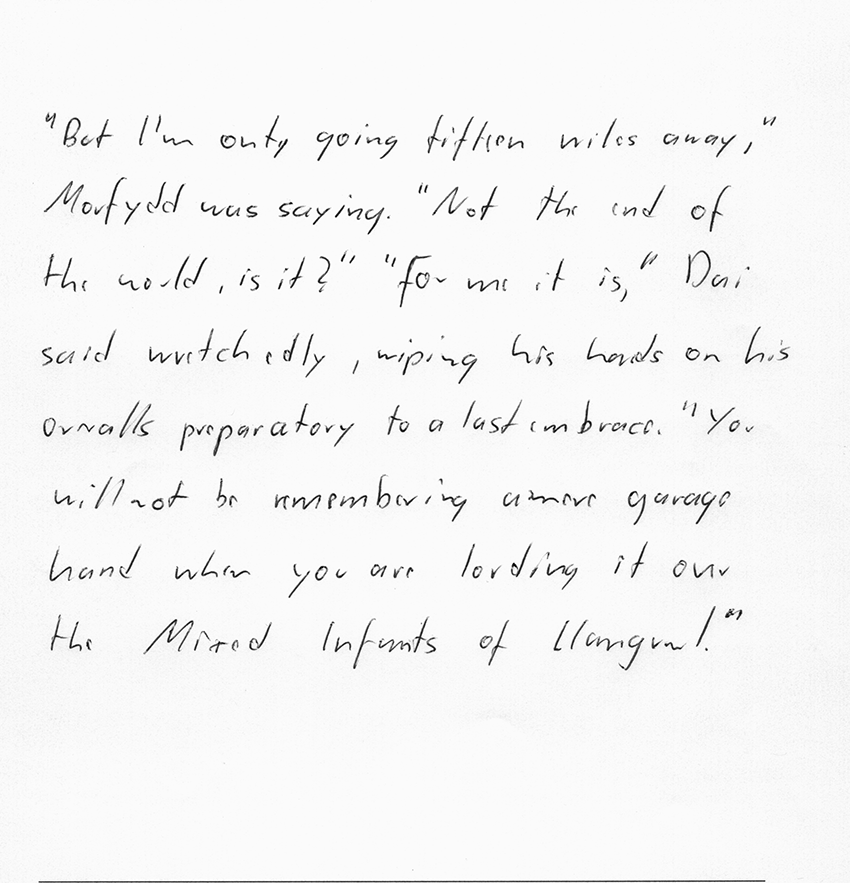 "But I'm only going fifteen miles away,"
Morfydd was saying. "Not the end of
the world, is it?" "For me it is," Dai
said wretchedly, wiping his hands on his
overalls preparatory to a last embrace. "You
will not be remembering a mere garage
hand when you are lording it over
the Mixed Infants of